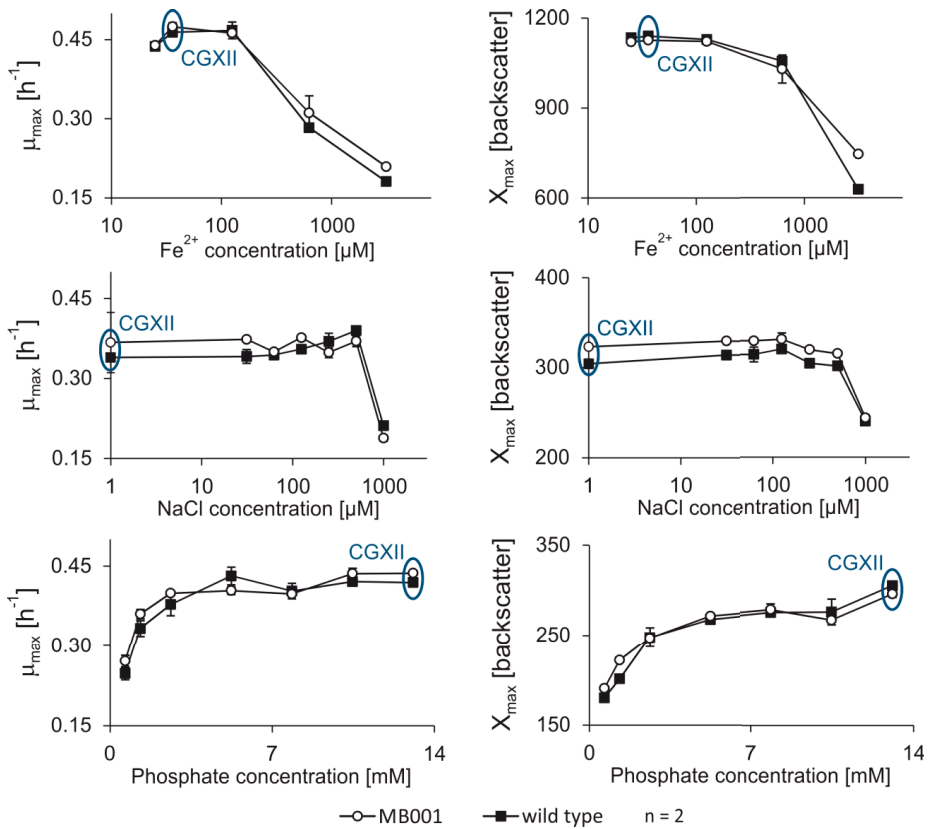 μmax [h-1]
0.45
0.30
0.15
CGXII
10 100 1000
Fe2+ concentration [μM]
Xmax [backscatter]
1200
900
600
CGXII
10 100 1000
Fe2+ concentration [μM]
μmax [h-1]
0.45
0.30
0.15
CGXII
1 10 100 1000
NaCl concentration [μM]
Xmax [backscatter]
400
300
200
CGXII
1 10 100 1000
NaCl concentration [μM]
μmax [h-1]
0.45
0.30
0.15
CGXII
0 7 14
Phosphate concentration [mM]
Xmax [backscatter]
350
250
150
CGXII
0 7 14
Phosphate concentration [mM]
MB001 wild type n = 2